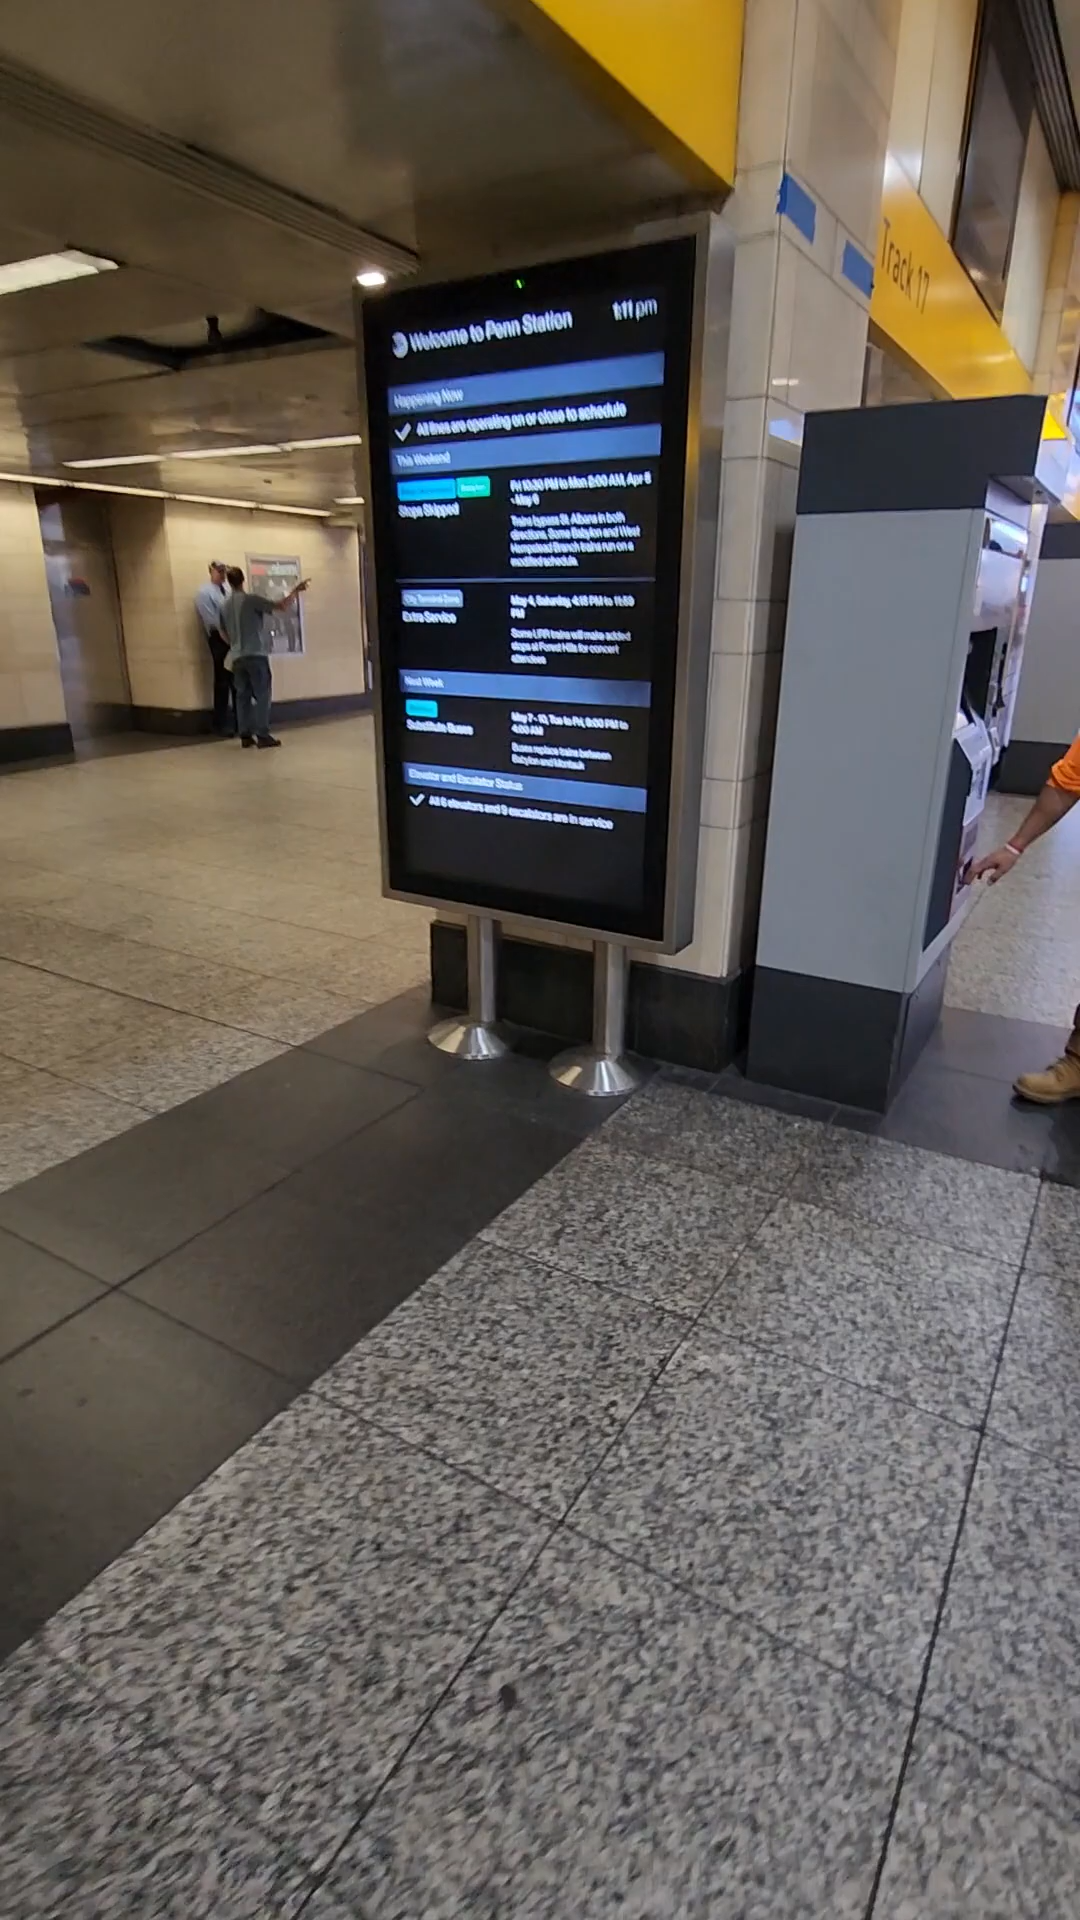 Welcome to Penn Station
1:11 pm
Happening Now
All lines are operating on or close to schedule
This Weekend
Babylon
Stops Skipped
Fri 10:30 PM to Mon 2:00 AM, Apr 5
- May 6
Trains bypass St. Albans in both
directions. Some Babylon and West
Hempstead Branch trains run on a
modified schedule.
City Terminal Zone
Extra Service
May 4, Saturday, 4:15 PM to 11:59
PM
Some LIRR trains will make added
stops at Forest Hills for concert
attendees
Next Week
Substitute Buses
May 7 - 10, Tue to Fri, 8:00 PM to
4:00 AM
Buses replace trains between
Babylon and Montauk
Elevator and Escalator Status
All 6 elevators and 9 escalators are in service
Track 17